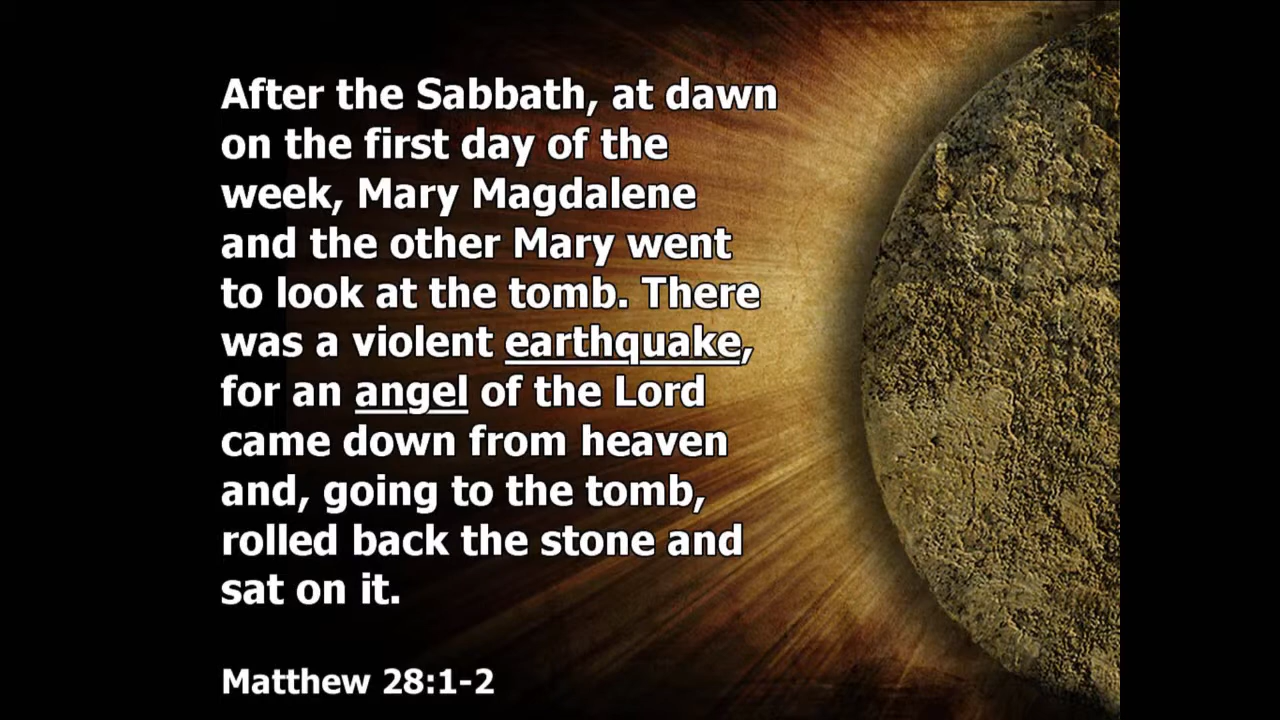 After the Sabbath, at dawn
on the first day of the
week, Mary Magdalene
and the other Mary went
to look at the tomb. There
was a violent earthquake,
for an angel of the Lord
came down from heaven
and, going to the tomb,
rolled back the stone and
sat on it.
Matthew 28:1-2